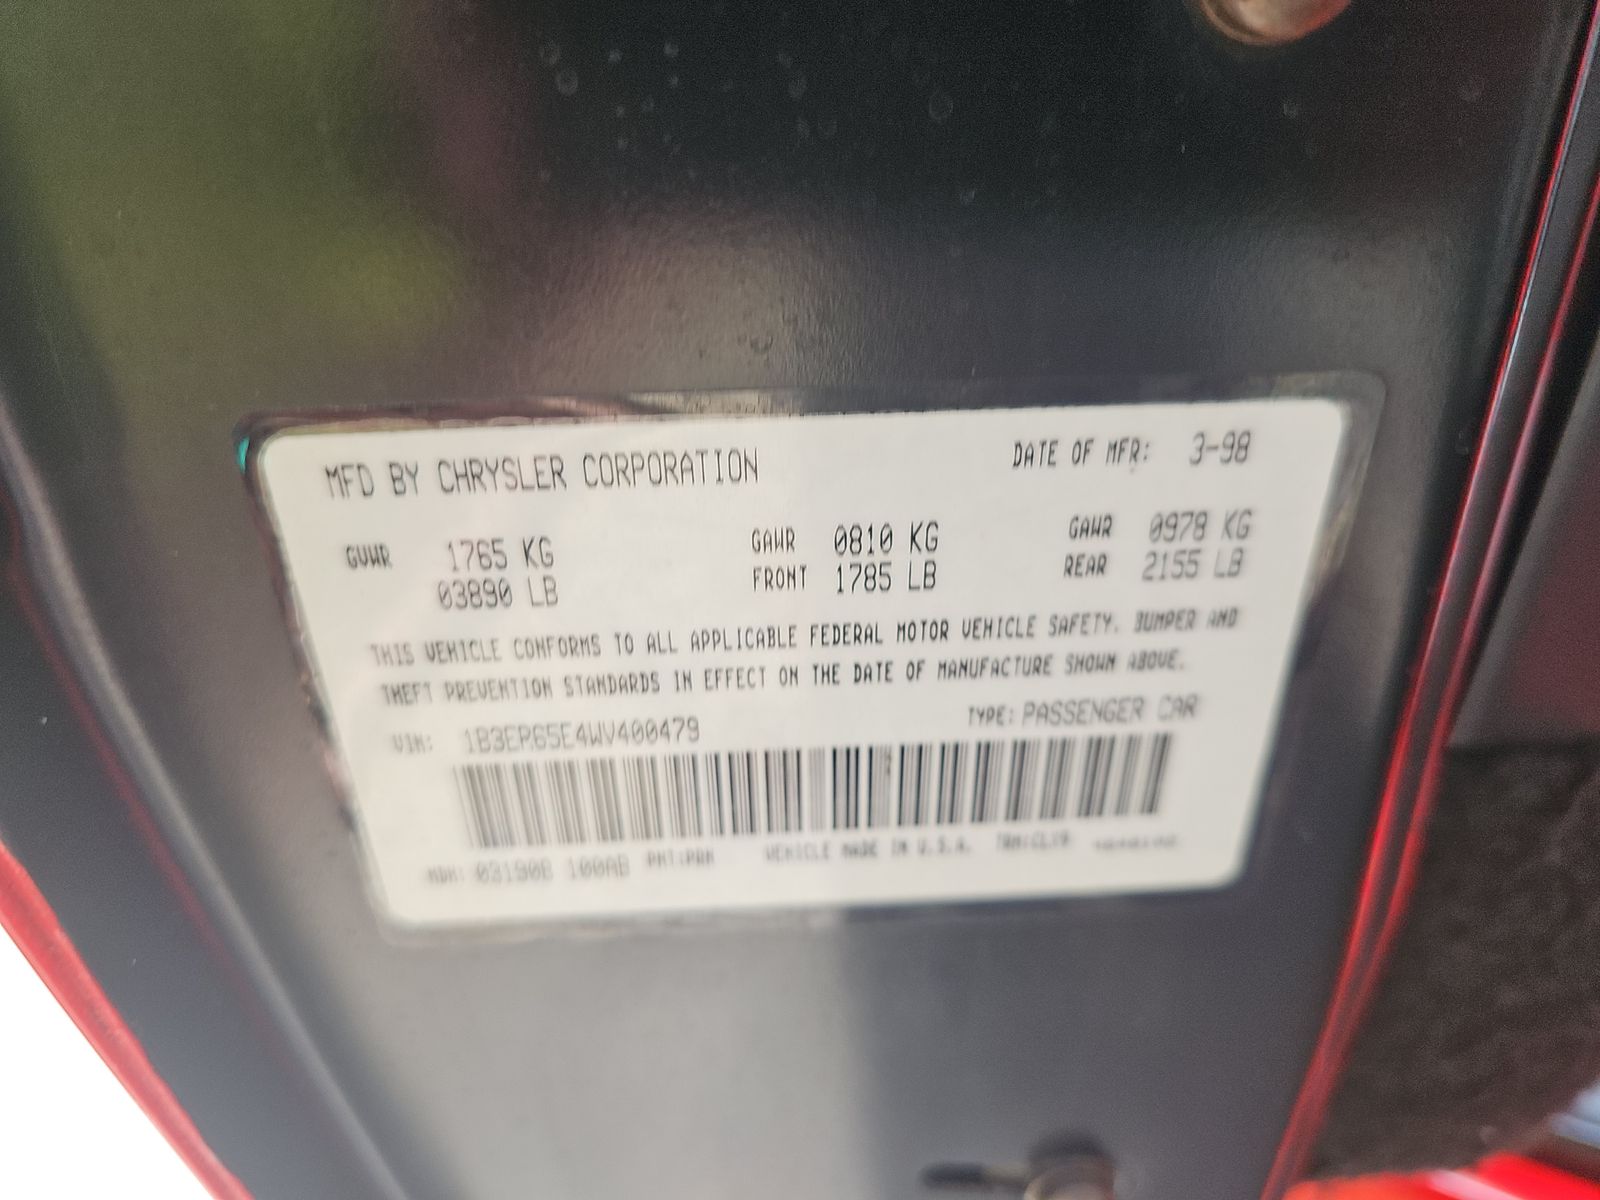 MFD BY CHRYSLER CORPORATION DATE OF MFR: 3-98
GVWR 1765 KG GAWR 0810 KG GAWR 0978 KG
03890 LB FRONT 1785 LB REAR 2155 LB
THIS VEHICLE CONFORMS TO ALL APPLICABLE FEDERAL MOTOR VEHICLE SAFETY, BUMPER AND
THEFT PREVENTION STANDARDS IN EFFECT ON THE DATE OF MANUFACTURE SHOWN ABOVE.
VIN: 1B3ER65E4WV400479 TYPE: PASSENGER CAR
MDH: 03190B 100AB VEHICLE MADE IN U.S.A.